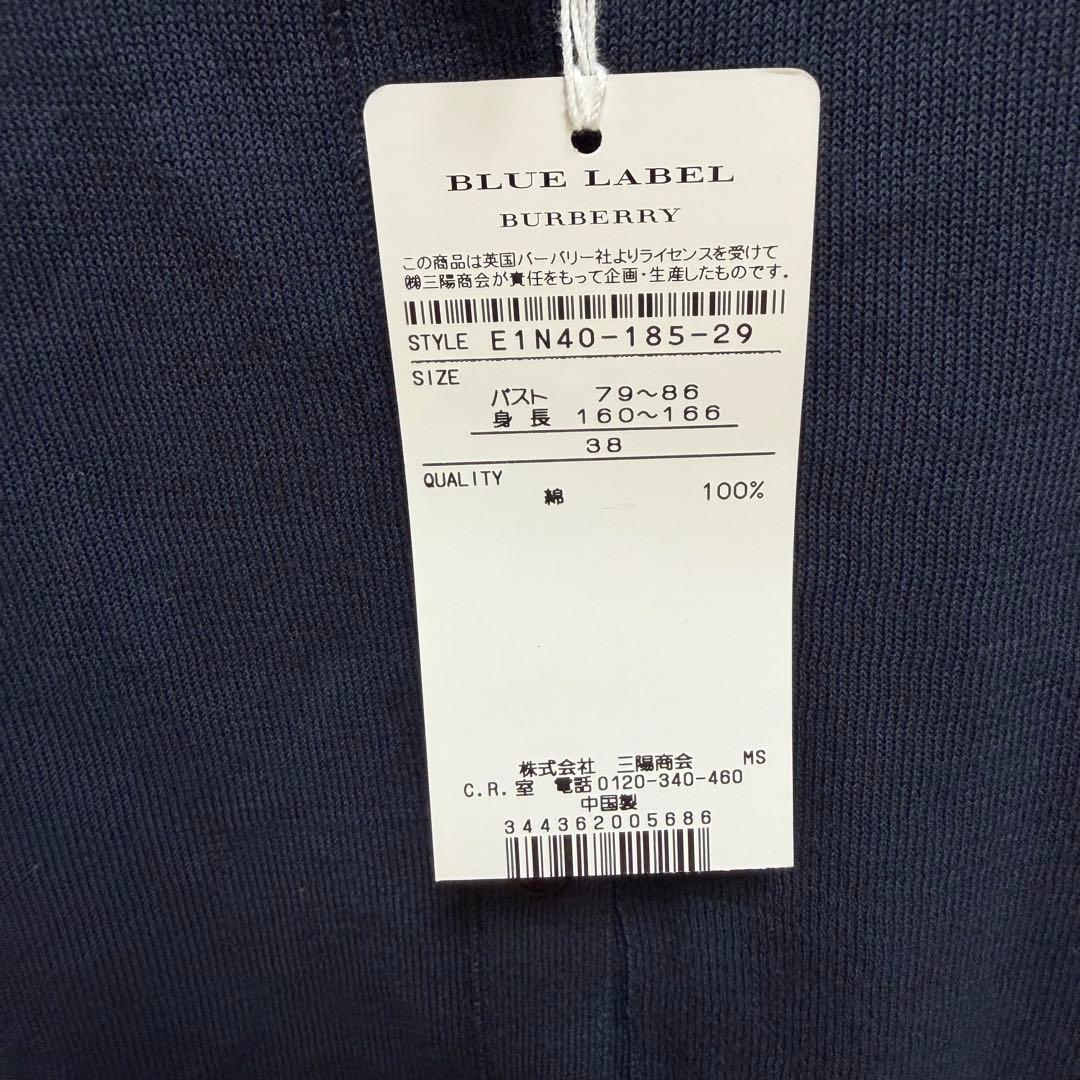 BLUE LABEL
BURBERRY
この商品は英国バーバリー社よりライセンスを受けて
㈱三陽商会が責任をもって企画・生産したものです。
STYLE E1N40-185-29
SIZE
バスト 79～86
身長 160～166
38
QUALITY
綿 100%
株式会社 三陽商会 MS
C.R.室 電話0120-340-460
中国製
344362005686